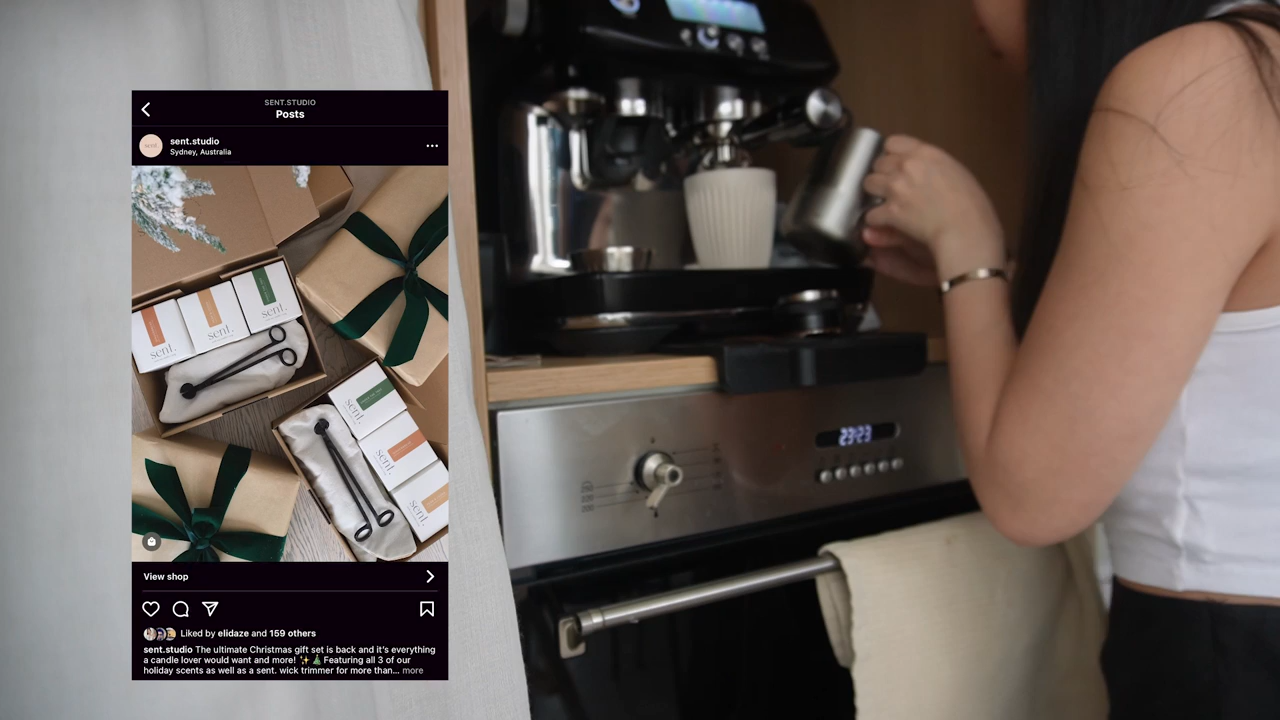 SENT.STUDIO
Posts
sent.studio
Sydney, Australia
sent.
sent.
sent.
sent.
sent.
sent.
View shop
Liked by elidaze and 159 others
sent.studio The ultimate Christmas gift set is back and it's everything
a candle lover would want and more! ✨🎄 Featuring all 3 of our
holiday scents as well as a sent. wick trimmer for more than... more
23:23
250
220
200